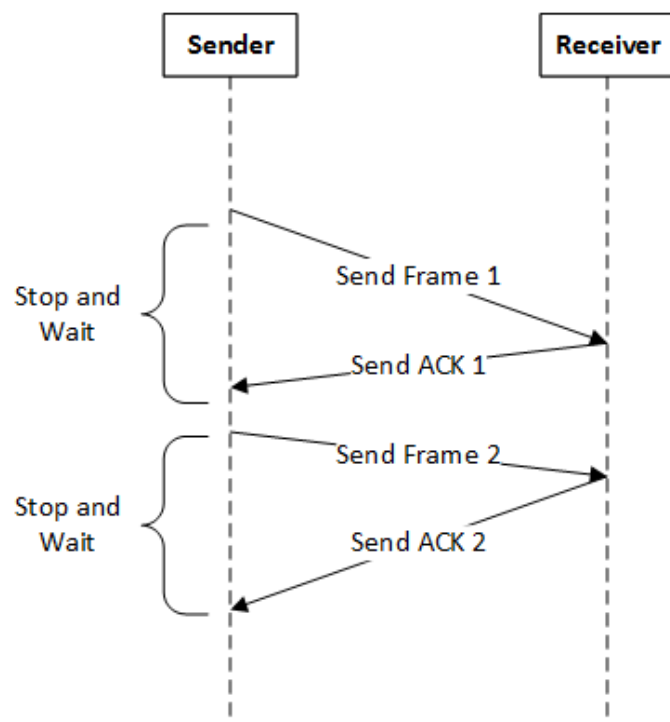 Sender
Receiver
Send Frame 1
Stop and
Wait
Send ACK 1
Send Frame 2
Stop and
Wait
Send ACK 2